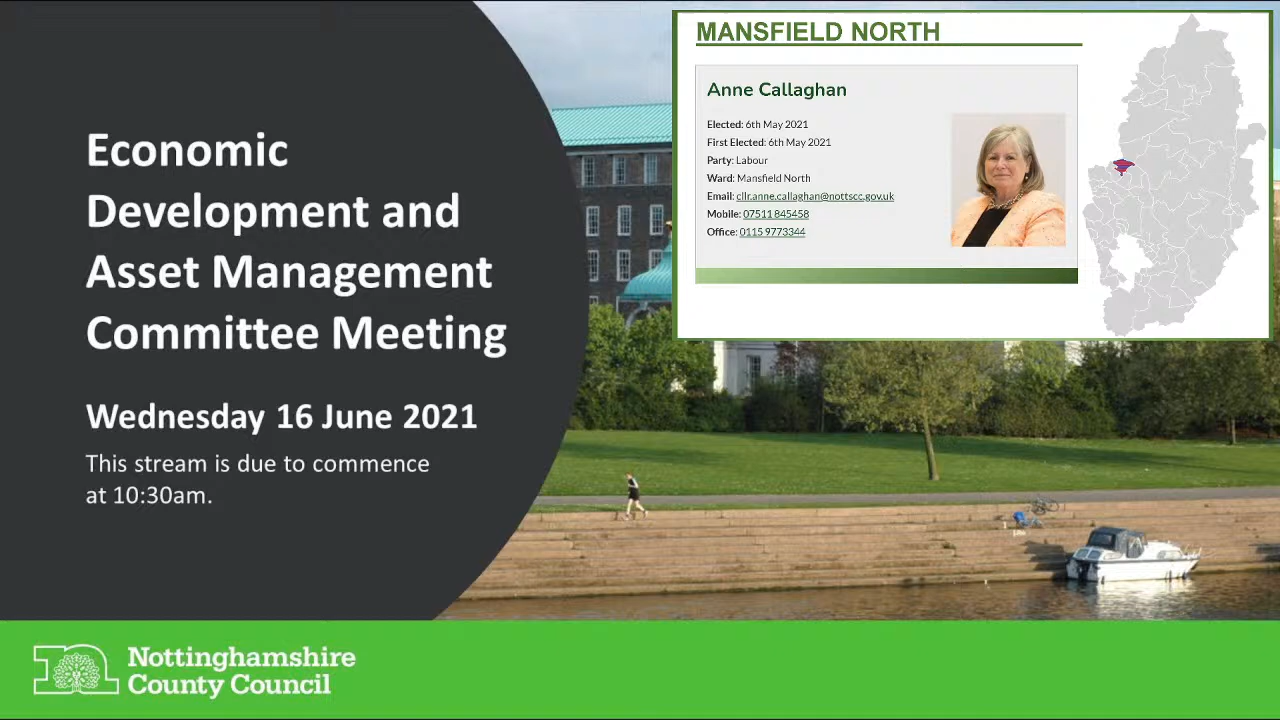 Economic
Development and
Asset Management
Committee Meeting
Wednesday 16 June 2021
This stream is due to commence
at 10:30am.
MANSFIELD NORTH
Anne Callaghan
Elected: 6th May 2021
First Elected: 6th May 2021
Party: Labour
Ward: Mansfield North
Email: cllr.anne.callaghan@nottscc.gov.uk
Mobile: 07511 845458
Office: 0115 9773344
Nottinghamshire
County Council